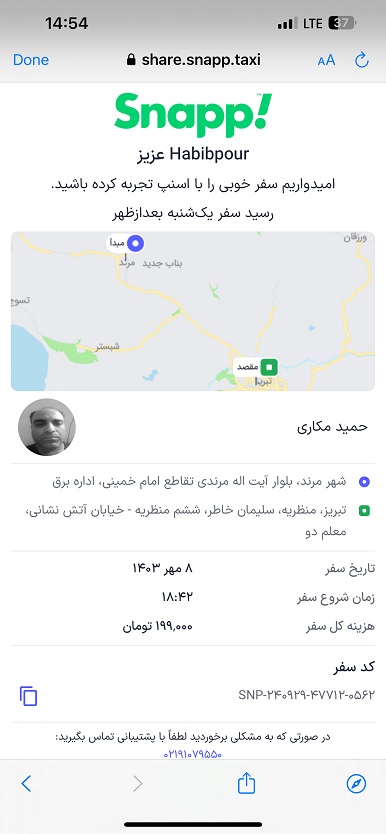 14:54
LTE
37
Done
share.snapp.taxi
AA
Snapp!
Habibpour عزیز
امیدواریم سفر خوبی را با اسنپ تجربه کرده باشید.
رسید سفر یک‌شنبه بعدازظهر
ورزقان
مبدا
مرند
بناب جدید
تسوج
شبستر
مقصد
تبریز
حمید مکاری
شهر مرند، بلوار آیت اله مرندی تقاطع امام خمینی، اداره برق
تبریز، منظریه، سلیمان خاطر، ششم منظریه - خیابان آتش نشانی،
معلم دو
تاریخ سفر ۸ مهر ۱۴۰۳
زمان شروع سفر ۱۸:۴۲
هزینه کل سفر ۱۹۹,۰۰۰ تومان
کد سفر
SNP-۲۴۰۹۲۹-۴۷۷۱۲-۰۵۶۲
در صورتی که به مشکلی برخوردید لطفاً با پشتیبانی تماس بگیرید:
۰۲۱۹۱۰۷۹۵۵۰